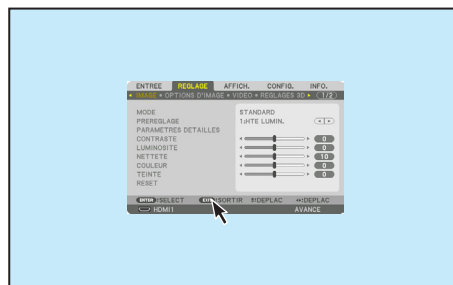 ENTREE REGLAGE AFFICH. CONFIG. INFO.
IMAGE • OPTIONS D'IMAGE • VIDEO • REGLAGES 3D (1/2)
MODE STANDARD
PREREGLAGE 1:HTE LUMIN.
PARAMETRES DETAILLES
CONTRASTE 0
LUMINOSITE 0
NETTETE 10
COULEUR 0
TEINTE 0
RESET
ENTER :SELECT EXIT :SORTIR :DEPLAC :DEPLAC
HDMI1 AVANCE